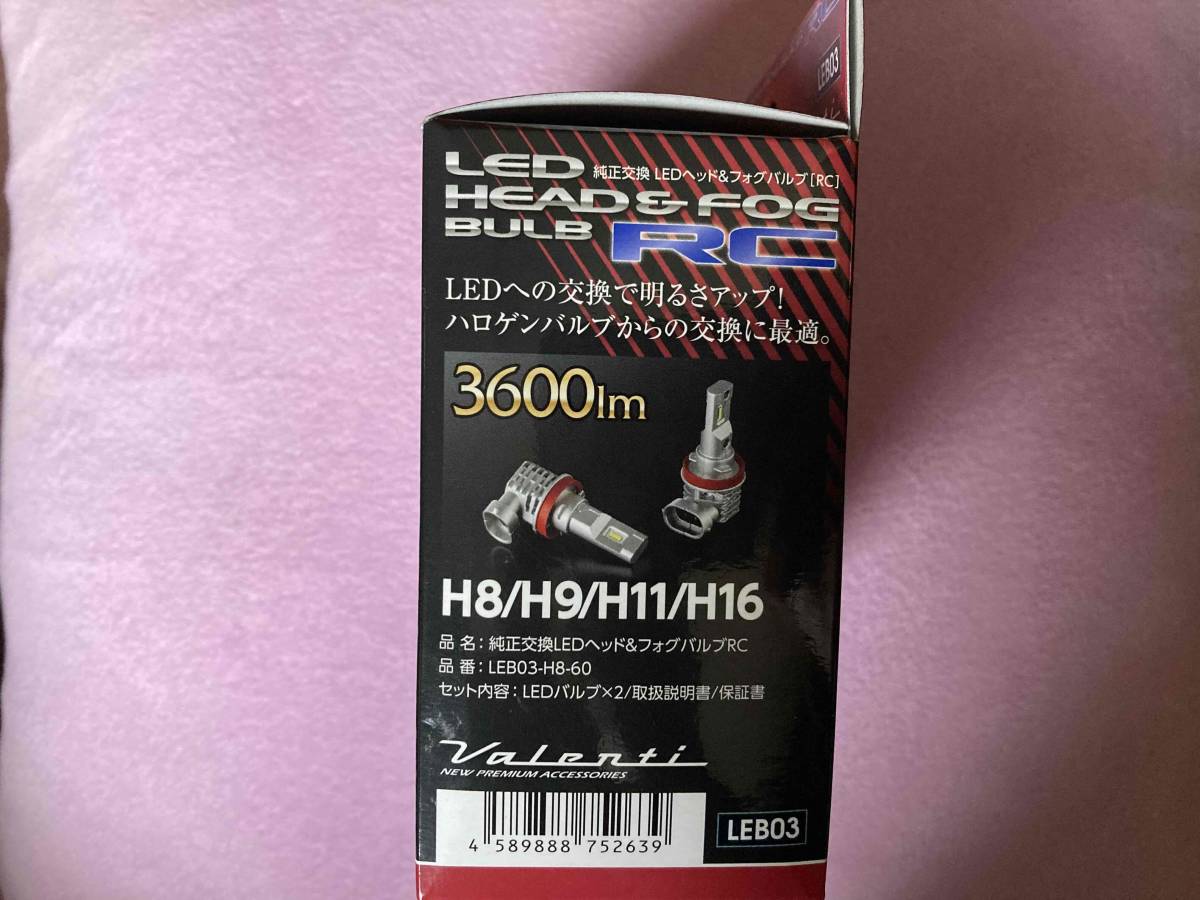 LEB03
LED 純正交換 LEDヘッド&フォグバルブ[RC]
HEAD & FOG
BULB RC
LEDへの交換で明るさアップ!
ハロゲンバルブからの交換に最適。
3600lm
H8/H9/H11/H16
品 名:純正交換LEDヘッド&フォグバルブRC
品 番:LEB03-H8-60
セット内容:LEDバルブ×2/取扱説明書/保証書
Valenti
NEW PREMIUM ACCESSORIES
LEB03
4 589888 752639